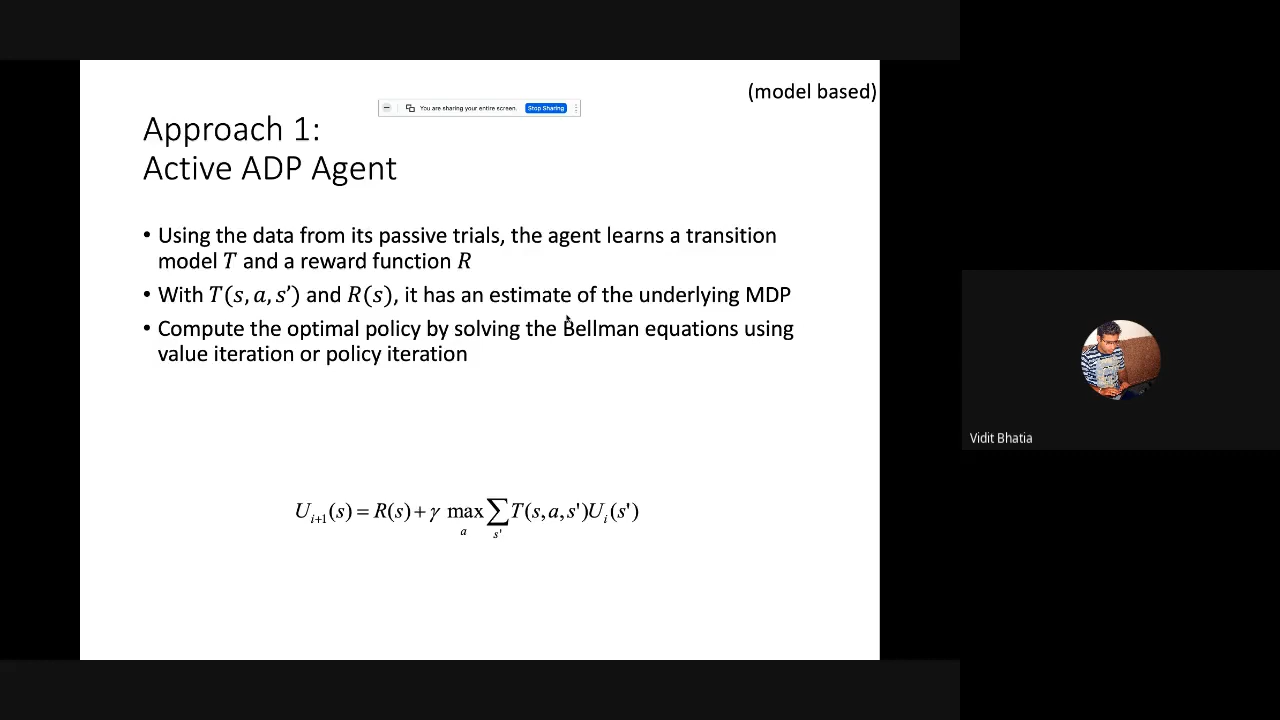 (model based)
You are sharing your entire screen. Stop Sharing
Approach 1:
Active ADP Agent
• Using the data from its passive trials, the agent learns a transition
model T and a reward function R
• With T(s, a, s’) and R(s), it has an estimate of the underlying MDP
• Compute the optimal policy by solving the Bellman equations using
value iteration or policy iteration
U_{i+1}(s) = R(s) + γ max_a ∑_{s'} T(s, a, s')U_i(s')
Vidit Bhatia